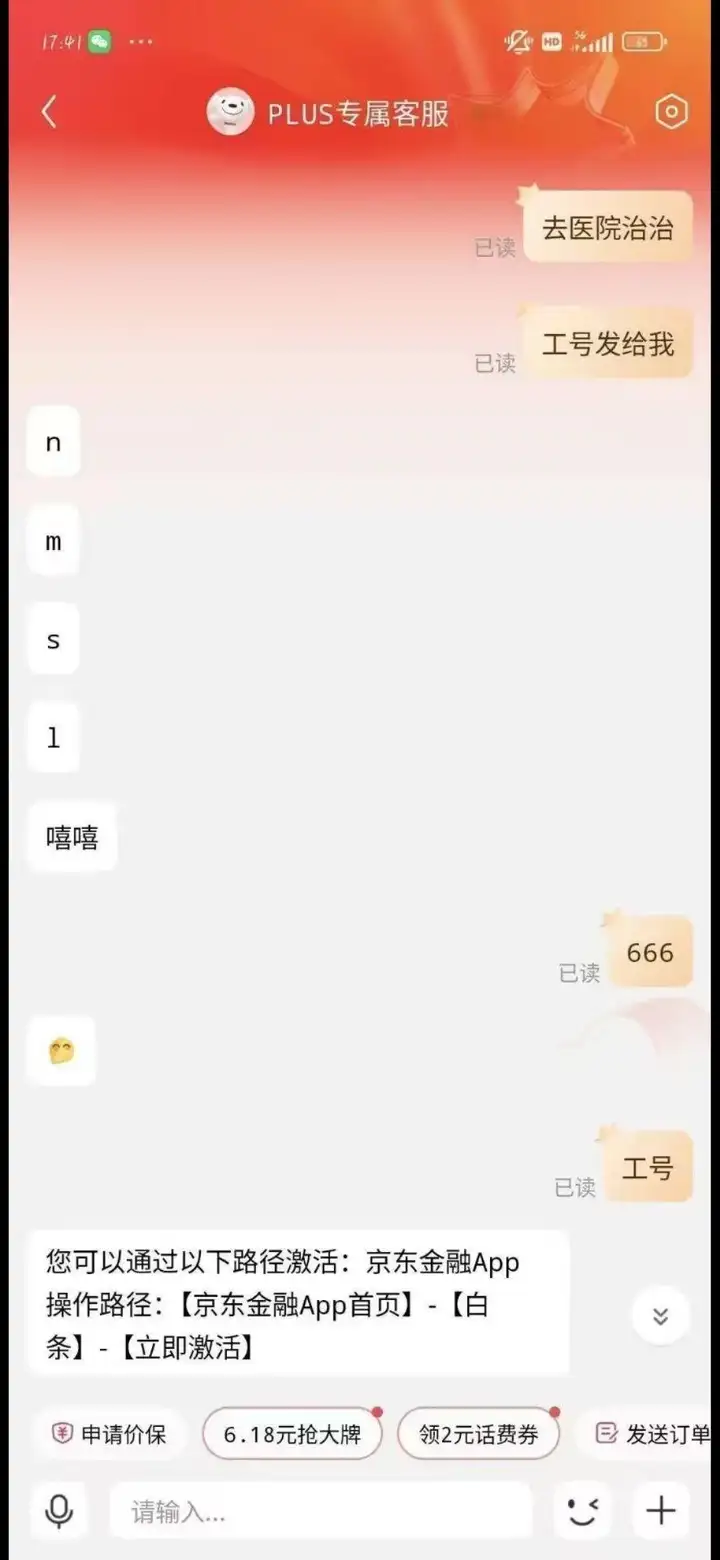 17:41
HD
5G
PLUS专属客服
去医院治治
已读
工号发给我
已读
n
m
s
l
嘻嘻
666
已读
工号
已读
您可以通过以下路径激活：京东金融App
操作路径：【京东金融App首页】-【白
条】-【立即激活】
申请价保
6.18元抢大牌
领2元话费券
发送订单
请输入...